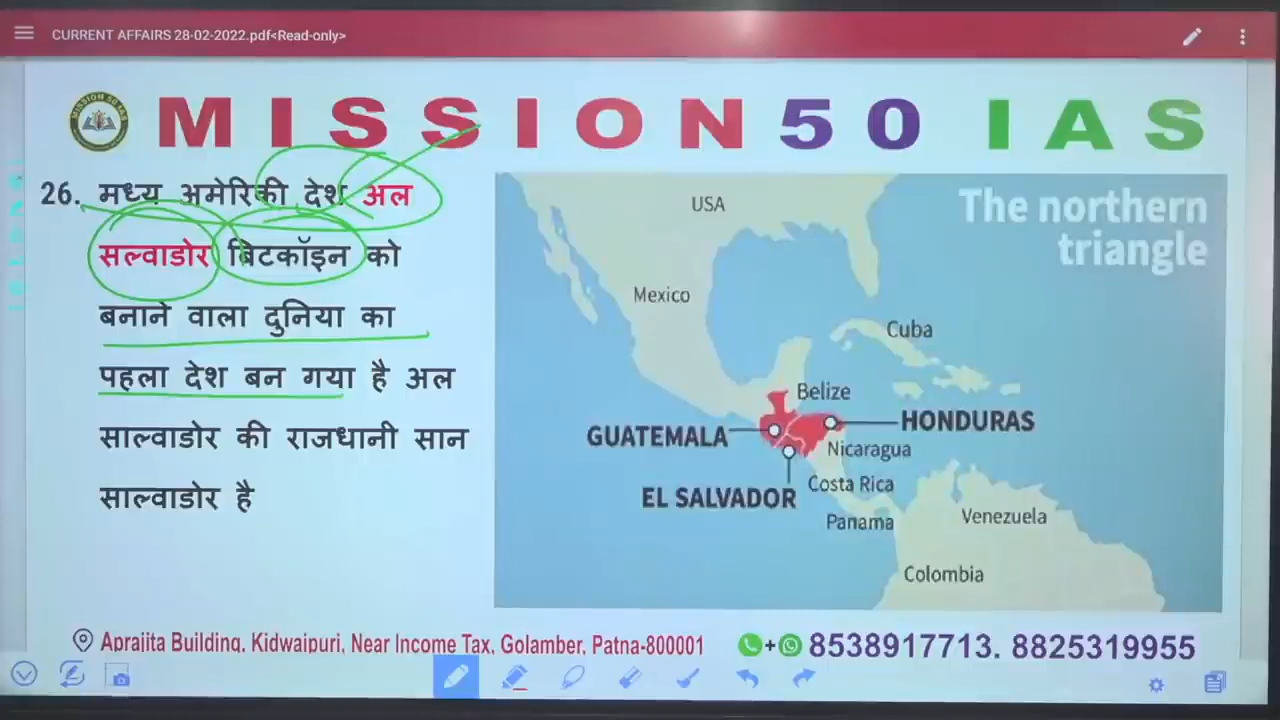 CURRENT AFFAIRS 28-02-2022.pdf<Read-only>
MISSION 50 IAS
26. मध्य अमेरिकी देश अल
सल्वाडोर बिटकॉइन को
बनाने वाला दुनिया का
पहला देश बन गया है अल
साल्वाडोर की राजधानी सान
साल्वाडोर है
The northern
triangle
USA
Mexico
Cuba
Belize
GUATEMALA
HONDURAS
Nicaragua
EL SALVADOR
Costa Rica
Panama
Venezuela
Colombia
Aprajita Building, Kidwaipuri, Near Income Tax, Golamber, Patna-800001
+ 8538917713. 8825319955